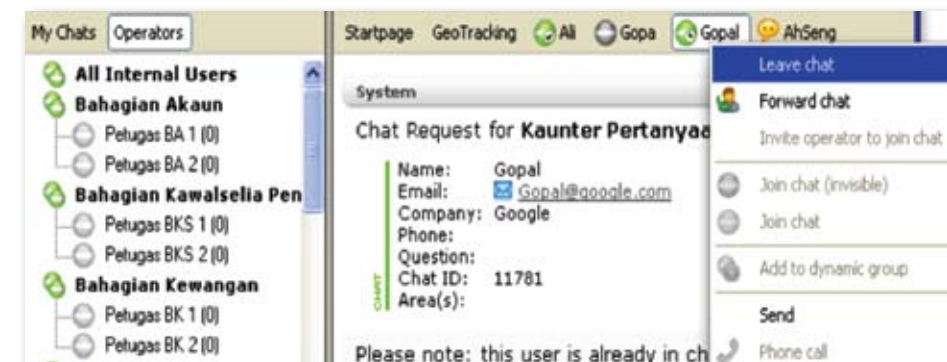 My Chats Operators
All Internal Users
Bahagian Akaun
Petugas BA 1 (0)
Petugas BA 2 (0)
Bahagian Kawalselia Pen
Petugas BKS 1 (0)
Petugas BKS 2 (0)
Bahagian Kewangan
Petugas BK 1 (0)
Petugas BK 2 (0)
Startpage GeoTracking Ali Gopa Gopal AhSeng
System
Chat Request for Kaunter Pertanyaa
Name: Gopal
Email: Gopal@google.com
Company: Google
Phone:
Question:
Chat ID: 11781
Area(s):
CHAT
Please note: this user is already in ch
Leave chat
Forward chat
Invite operator to join chat
Join chat (invisible)
Join chat
Add to dynamic group
Send
Phone call